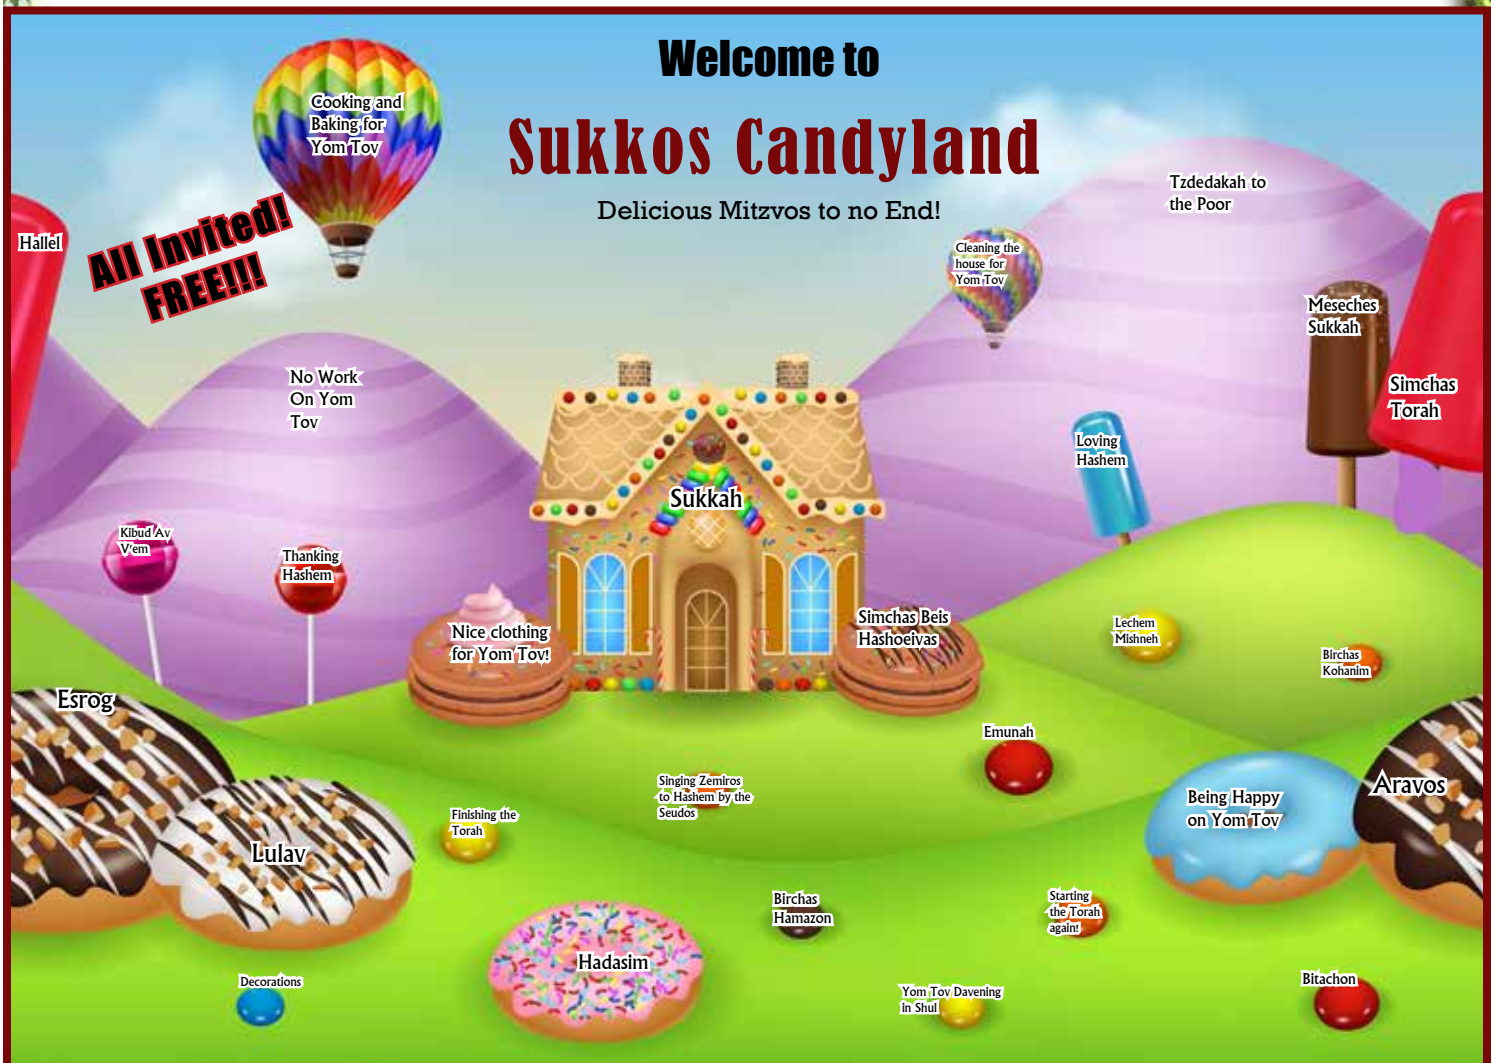 Welcome to
Sukkos Candyland
Delicious Mitzvos to no End!
Cooking and
Baking for
Yom Tov
All Invited!
FREE!!!
Hallel
Tzdedakah to
the Poor
Cleaning the
house for
Yom Tov
Meseches
Sukkah
Simchas
Torah
No Work
On Yom
Tov
Loving
Hashem
Sukkah
Kibud Av
V'em
Thanking
Hashem
Nice clothing
for Yom Tov!
Simchas Beis
Hashoeivas
Lechem
Mishneh
Birchas
Kohanim
Esrog
Emunah
Singing Zemiros
to Hashem by the
Seudos
Being Happy
on Yom Tov
Aravos
Finishing the
Torah
Lulav
Birchas
Hamazon
Starting
the Torah
again!
Hadasim
Decorations
Yom Tov Davening
in Shul
Bitachon